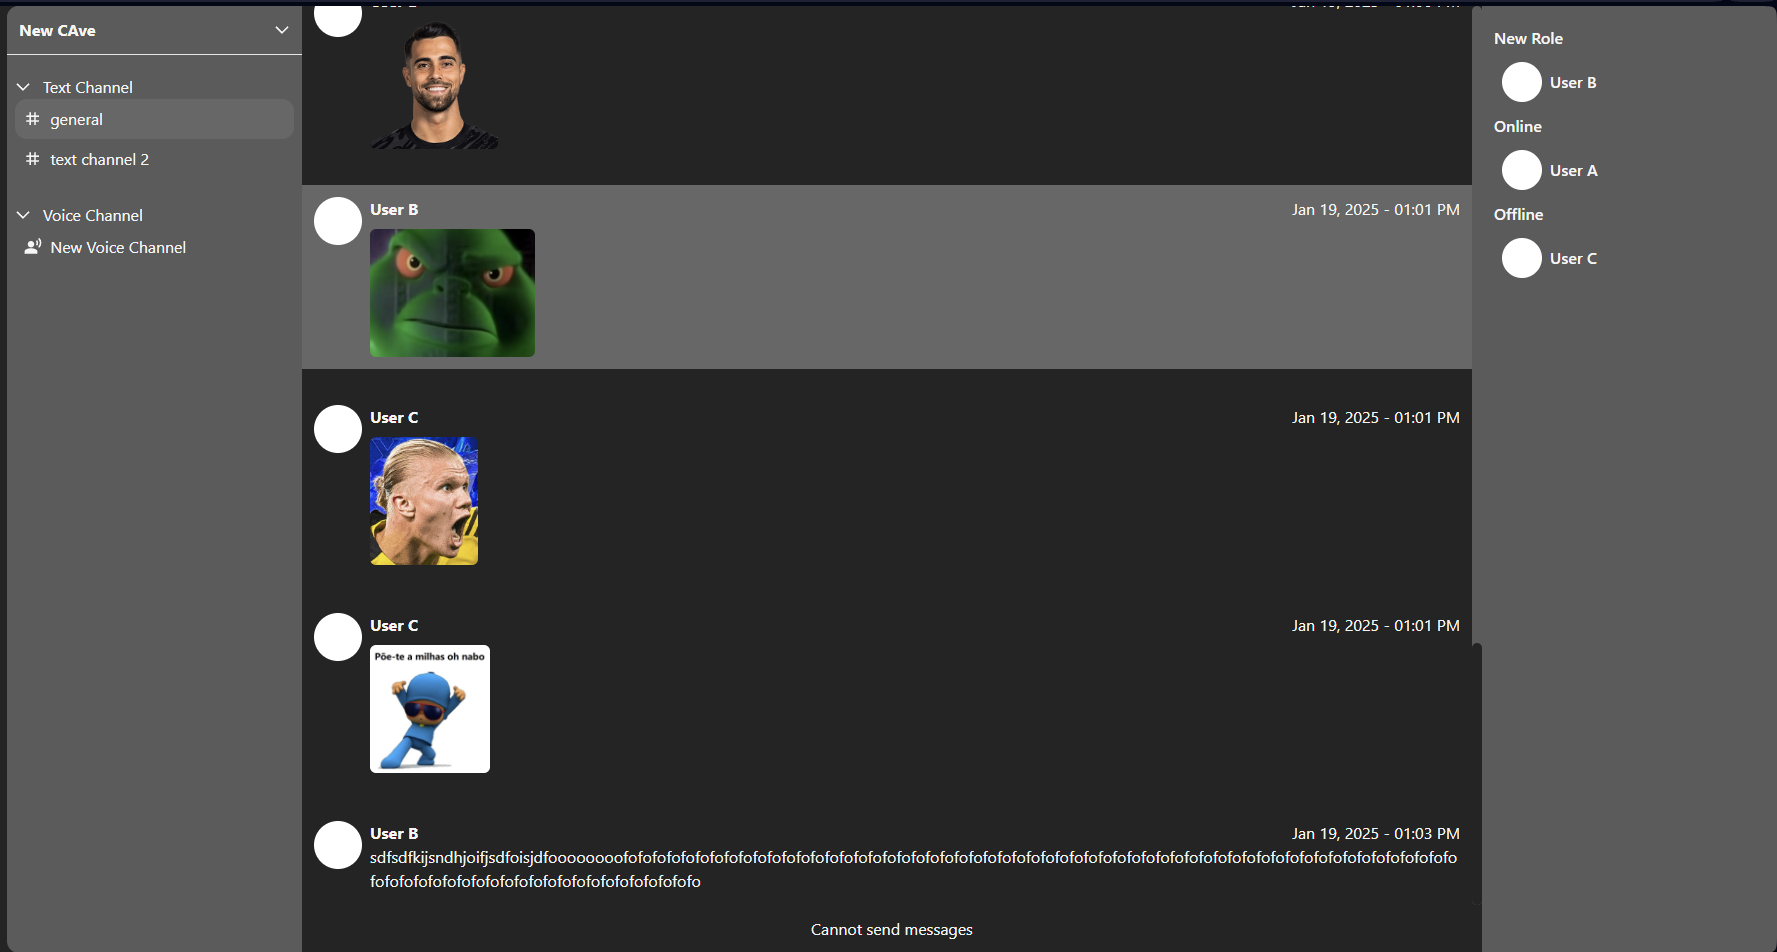 New CAve
Text Channel
general
text channel 2
Voice Channel
New Voice Channel
User B
Jan 19, 2025 - 01:01 PM
User C
Jan 19, 2025 - 01:01 PM
User C
Jan 19, 2025 - 01:01 PM
Põe-te a milhas oh nabo
User B
Jan 19, 2025 - 01:03 PM
sdfsdfkijsndhjoifjsdfoisjdfoooooooofofofofofofofofofofofofofofofofofofofofofofofofofofofofofofofofofofofofofofofofofofofofofofofofofofofofofofofofofofo
fofofofofofofofofofofofofofofofofofofofofofofo
Cannot send messages
New Role
User B
Online
User A
Offline
User C